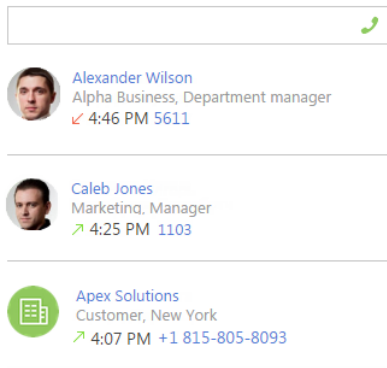 Alexander Wilson
Alpha Business, Department manager
4:46 PM 5611
Caleb Jones
Marketing, Manager
4:25 PM 1103
Apex Solutions
Customer, New York
4:07 PM +1 815-805-8093